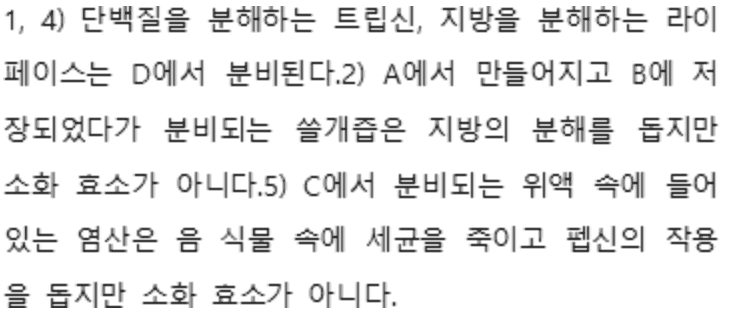 1, 4) 단백질을 분해하는 트립신, 지방을 분해하는 라이
페이스는 D에서 분비된다.2) A에서 만들어지고 B에 저
장되었다가 분비되는 쓸개즙은 지방의 분해를 돕지만
소화 효소가 아니다.5) C에서 분비되는 위액 속에 들어
있는 염산은 음 식물 속에 세균을 죽이고 펩신의 작용
을 돕지만 소화 효소가 아니다.